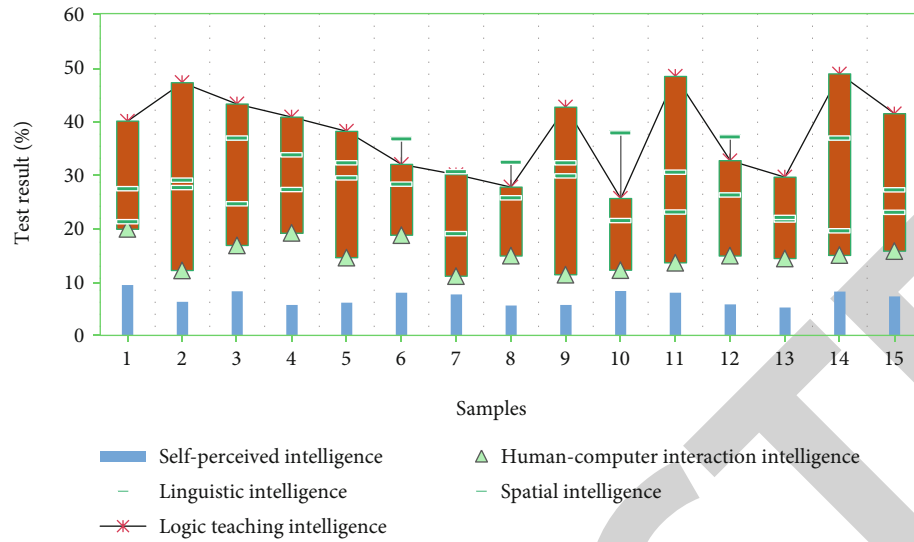 60
50
40
30
20
10
0
Test result (%)
1 2 3 4 5 6 7 8 9 10 11 12 13 14 15
Samples
Self-perceived intelligence
Human-computer interaction intelligence
Linguistic intelligence
Spatial intelligence
Logic teaching intelligence